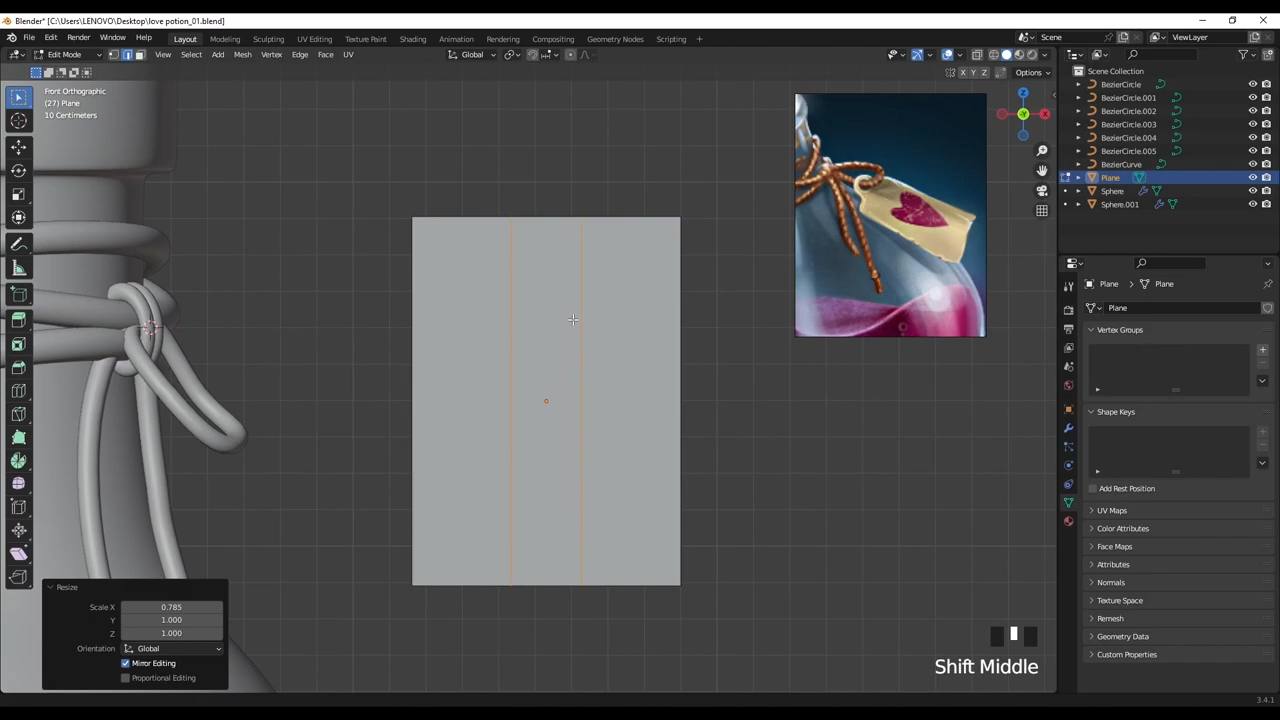 Blender* [C:\Users\LENOVO\Desktop\love potion_01.blend]
File Edit Render Window Help Layout Modeling Sculpting UV Editing Texture Paint Shading Animation Rendering Compositing Geometry Nodes Scripting Scene ViewLayer
Edit Mode View Select Add Mesh Vertex Edge Face UV Global
X Y Z Options
Front Orthographic
(27) Plane
10 Centimeters
Z
X
-Y
Scene Collection
BezierCircle
BezierCircle.001
BezierCircle.002
BezierCircle.003
BezierCircle.004
BezierCircle.005
BezierCurve
Plane
Sphere
Sphere.001
Plane Plane
Plane
Vertex Groups
Shape Keys
Add Rest Position
UV Maps
Color Attributes
Face Maps
Attributes
Normals
Texture Space
Remesh
Geometry Data
Custom Properties
Resize
Scale X 0.785
Y 1.000
Z 1.000
Orientation Global
Mirror Editing
Proportional Editing
Shift Middle
3.4.1